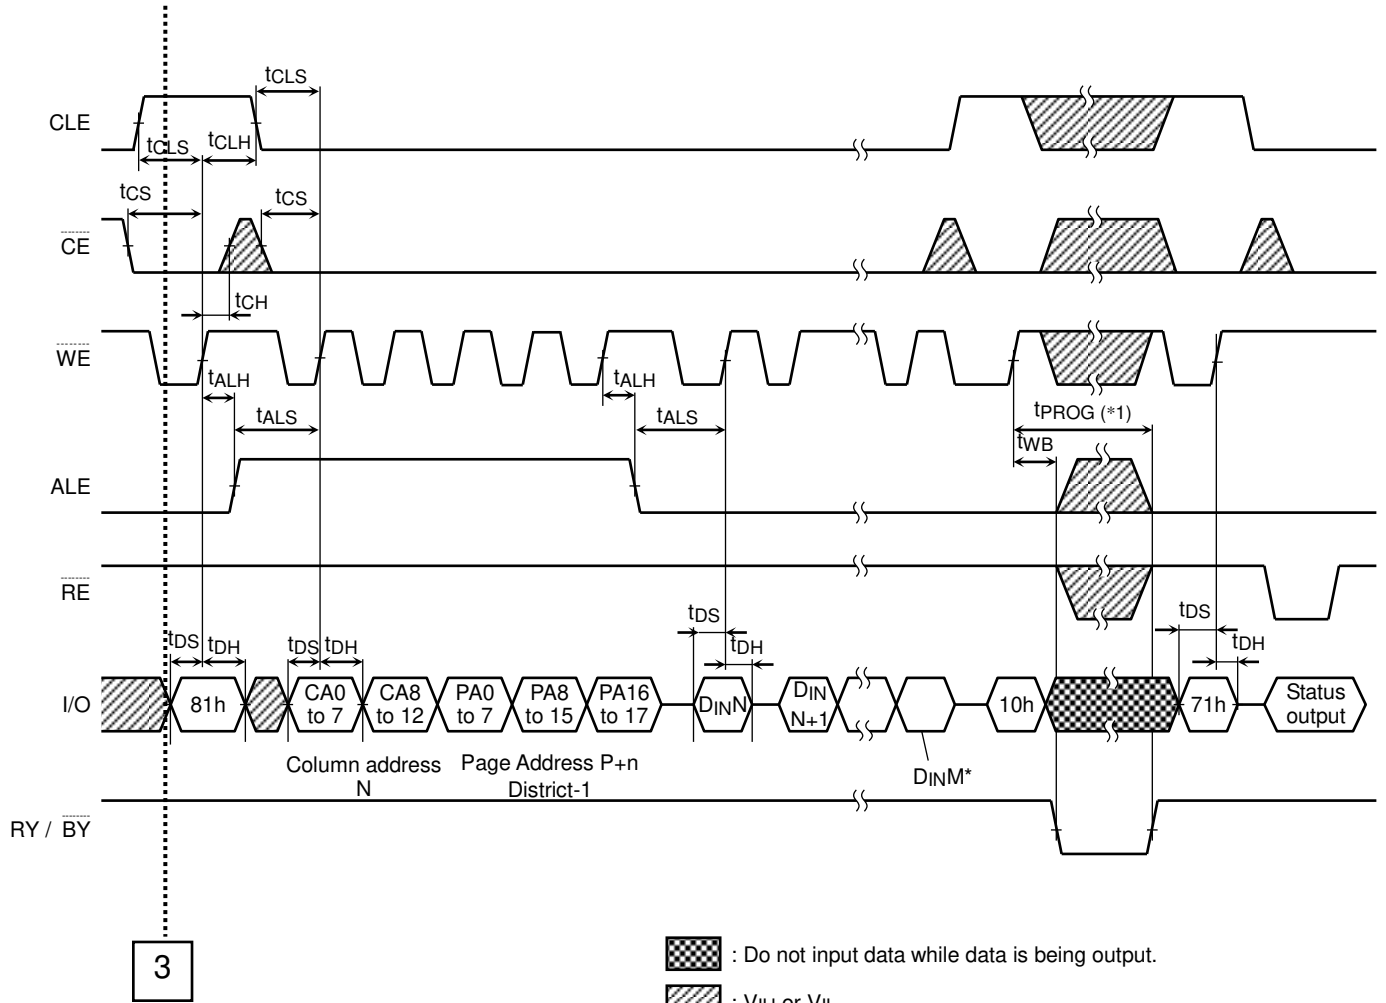 tCLS
CLE
tCLS
tCLH
tCS
tCS
CE
tCH
WE
tALH
tALH
tALS
tALS
tPROG (*1)
tWB
ALE
RE
tDS
tDH
tDS
tDH
tDS
tDH
tDS
tDH
I/O
81h
CA0 to 7
CA8 to 12
PA0 to 7
PA8 to 15
PA16 to 17
DINN
DIN N+1
10h
71h
Status output
Column address N
Page Address P+n District-1
DINM*
RY / BY
3
: Do not input data while data is being output.
: VIH or VIL